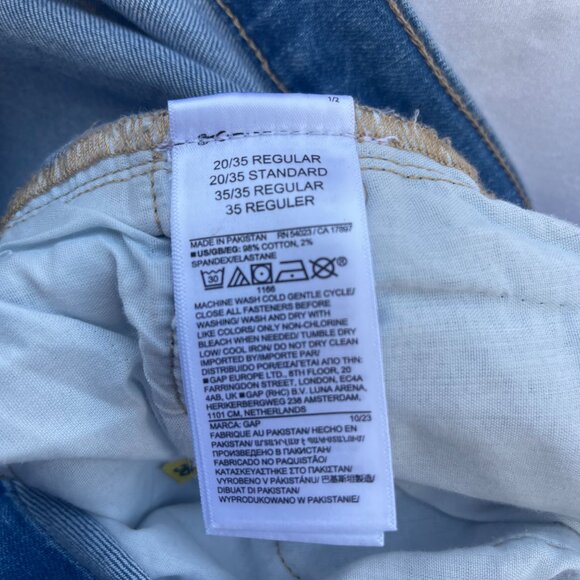 1/2
20/35 REGULAR
20/35 STANDARD
35/35 REGULAR
35 REGULER
MADE IN PAKISTAN RN 54023 / CA 17897
■ US/GB/EG: 98% COTTON, 2%
SPANDEX/ELASTANE
30
1166
MACHINE WASH COLD GENTLE CYCLE/
CLOSE ALL FASTENERS BEFORE
WASHING/ WASH AND DRY WITH
LIKE COLORS/ ONLY NON-CHLORINE
BLEACH WHEN NEEDED/ TUMBLE DRY
LOW/ COOL IRON/ DO NOT DRY CLEAN
IMPORTED BY/IMPORTADO PAR/
DISTRIBUIDO POR/ΕΙΣΑΓΕΤΑΙ ΑΠΟ ΤΗΝ:
■ GAP EUROPE LTD., 8TH FLOOR, 20
FARRINGDON STREET, LONDON, EC4A
4AB, UK ■ GAP (RHC) B.V. LUNA ARENA,
HERIKERBERGWEG 238 AMSTERDAM,
1101 CM, NETHERLANDS
MARCA: GAP 10/23
FABRIQUE AU PAKISTAN/ HECHO EN
PAKISTAN/
ПРОИЗВЕДЕНО В ПАКИСТАН/
FABRICADO NO PAQUISTÃO/
ΚΑΤΑΣΚΕΥΑΣΤΗΚΕ ΣΤΟ ΠΑΚΙΣΤΑΝ/
VYROBENO V PÁKISTÁNU/
DIBUAT DI PAKISTAN/
WYPRODUKOWANO W PAKISTANIE/